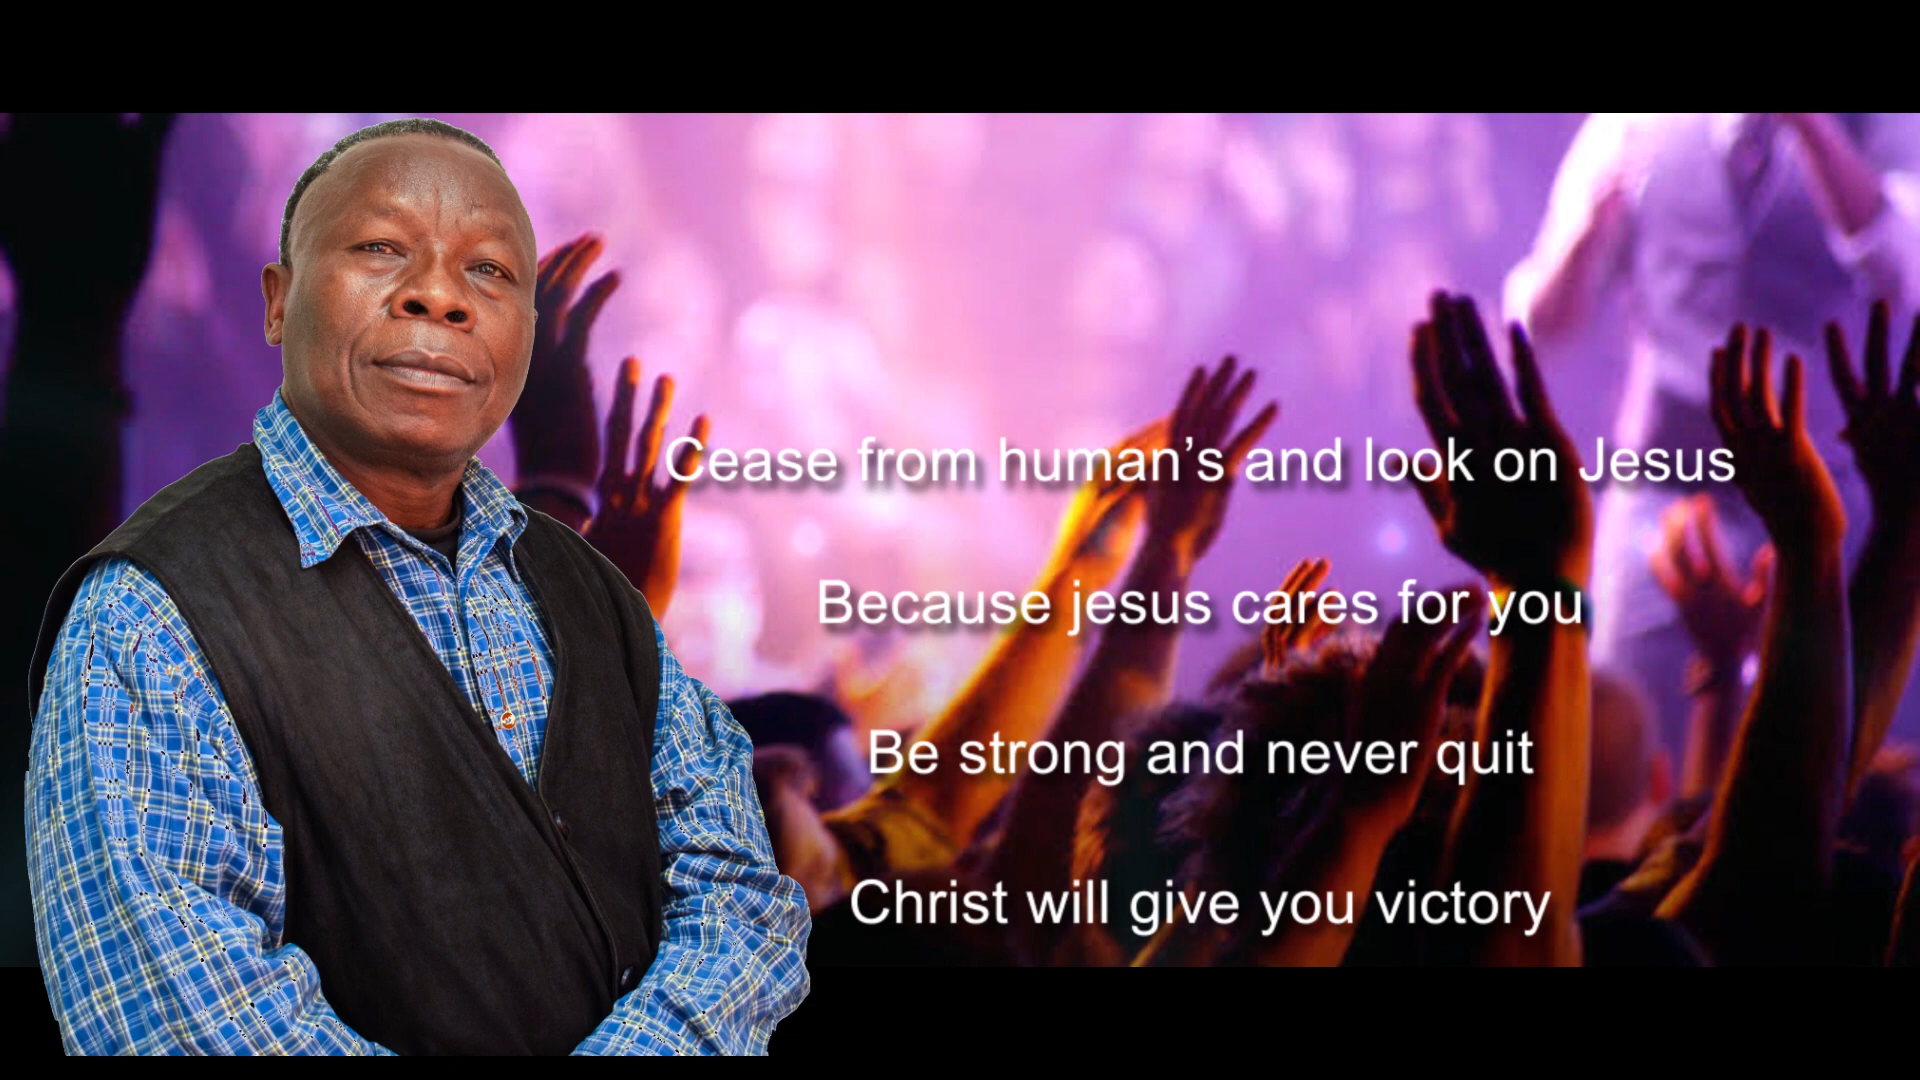 Cease from human’s and look on Jesus
Because jesus cares for you
Be strong and never quit
Christ will give you victory